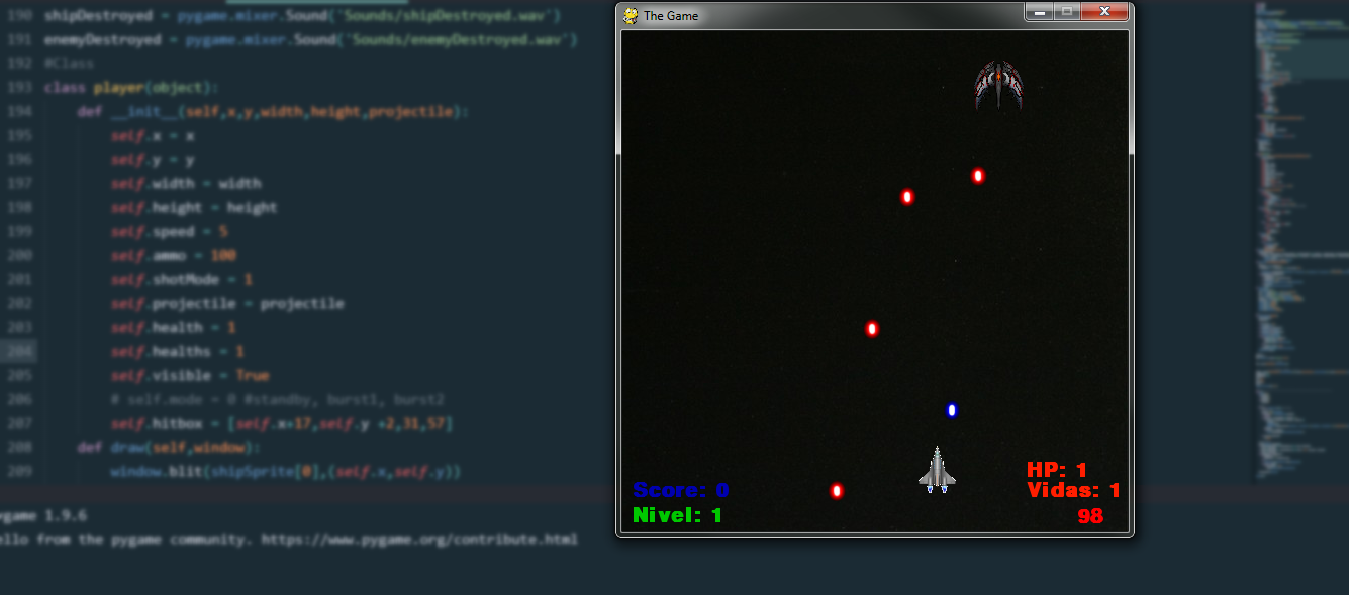 190 shipDestroyed = pygame.mixer.Sound('Sounds/shipDestroyed.wav')
191 enemyDestroyed = pygame.mixer.Sound('Sounds/enemyDestroyed.wav')
192 #Class
193 class player(object):
194 def __init__(self,x,y,width,height,projectile):
195 self.x = x
196 self.y = y
197 self.width = width
198 self.height = height
199 self.speed = 5
200 self.ammo = 100
201 self.shotMode = 1
202 self.projectile = projectile
203 self.health = 1
204 self.healths = 1
205 self.visible = True
206 # self.mode = 0 #standby, burst1, burst2
207 self.hitbox = [self.x+17,self.y +2,31,57]
208 def draw(self,window):
209 window.blit(shipSprite[0],(self.x,self.y))
ygame 1.9.6
ello from the pygame community. https://www.pygame.org/contribute.html
The Game
Score: 0
Nivel: 1
HP: 1
Vidas: 1
98